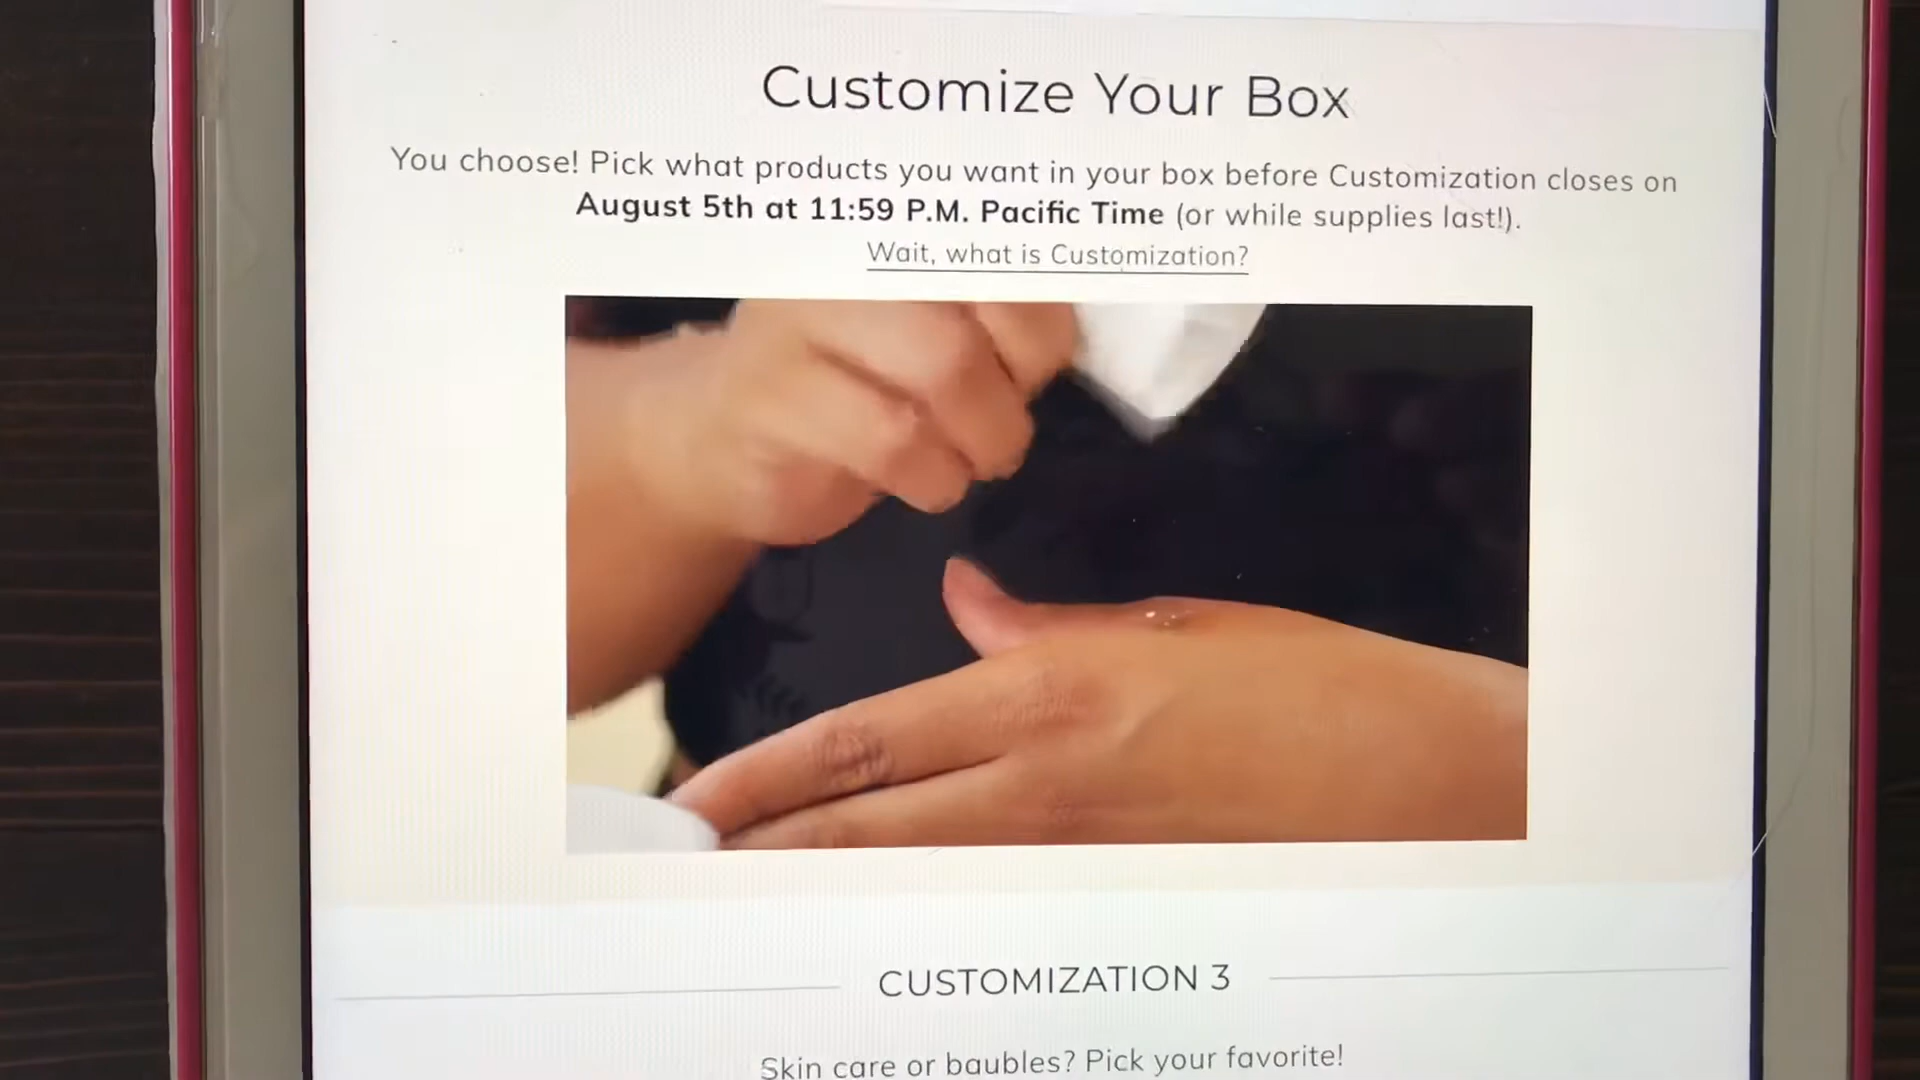 Customize Your Box
You choose! Pick what products you want in your box before Customization closes on
August 5th at 11:59 P.M. Pacific Time (or while supplies last!).
Wait, what is Customization?
CUSTOMIZATION 3
Skin care or baubles? Pick your favorite!